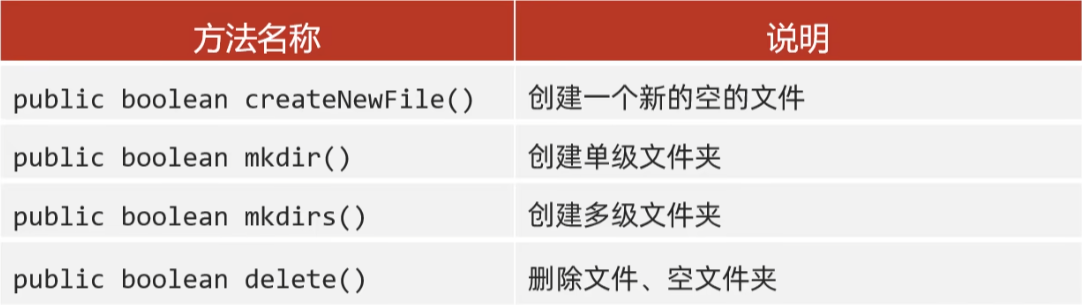 方法名称 说明
public boolean createNewFile() 创建一个新的空的文件
public boolean mkdir() 创建单级文件夹
public boolean mkdirs() 创建多级文件夹
public boolean delete() 删除文件、空文件夹